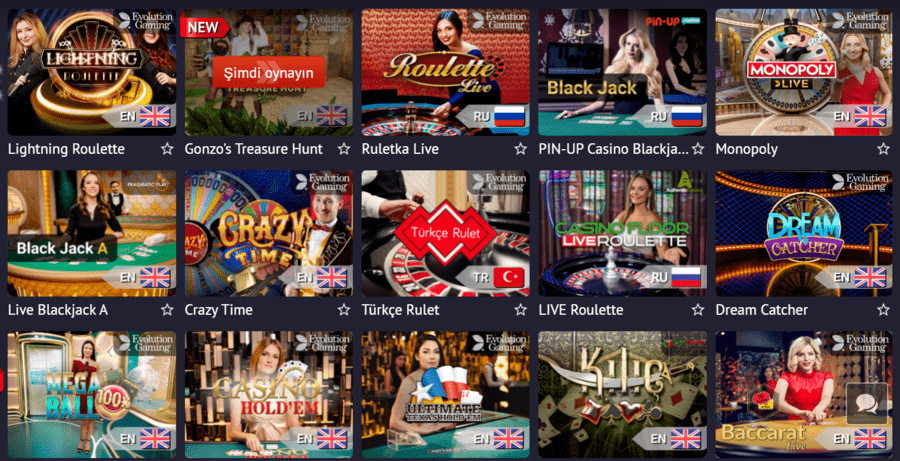 Evolution
Gaming
LIGHTNING
ROULETTE
EN
Lightning Roulette
NEW
Evolution
Gaming
Şimdi oynayın
TREASURE HUNT
EN
Gonzo's Treasure Hunt
Evolution
Gaming
Roulette
Live
RU
Ruletka Live
PIN-UP casino
Black Jack
RU
PIN-UP Casino Blackja...
Evolution
Gaming
MONOPOLY
LIVE
EN
Monopoly
PRAGMATIC PLAY
Black Jack A
EN
Live Blackjack A
Evolution
Gaming
CRAZY
TIME
CRAZY
TIME
EN
Crazy Time
Evolution
Gaming
Türkçe Rulet
TR
Türkçe Rulet
Authentic
CASINO FLOOR
LIVE ROULETTE
RU
LIVE Roulette
Evolution
Gaming
DREAM
CATCHER
EN
Dream Catcher
Evolution
Gaming
MEGA
BALL
100x
EN
Evolution
Gaming
CASINO
HOLD'EM
EN
Evolution
Gaming
ULTIMATE
TEXAS HOLD'EM
EN
Kilic
EN
Evolution
Gaming
Baccarat
Live
EN